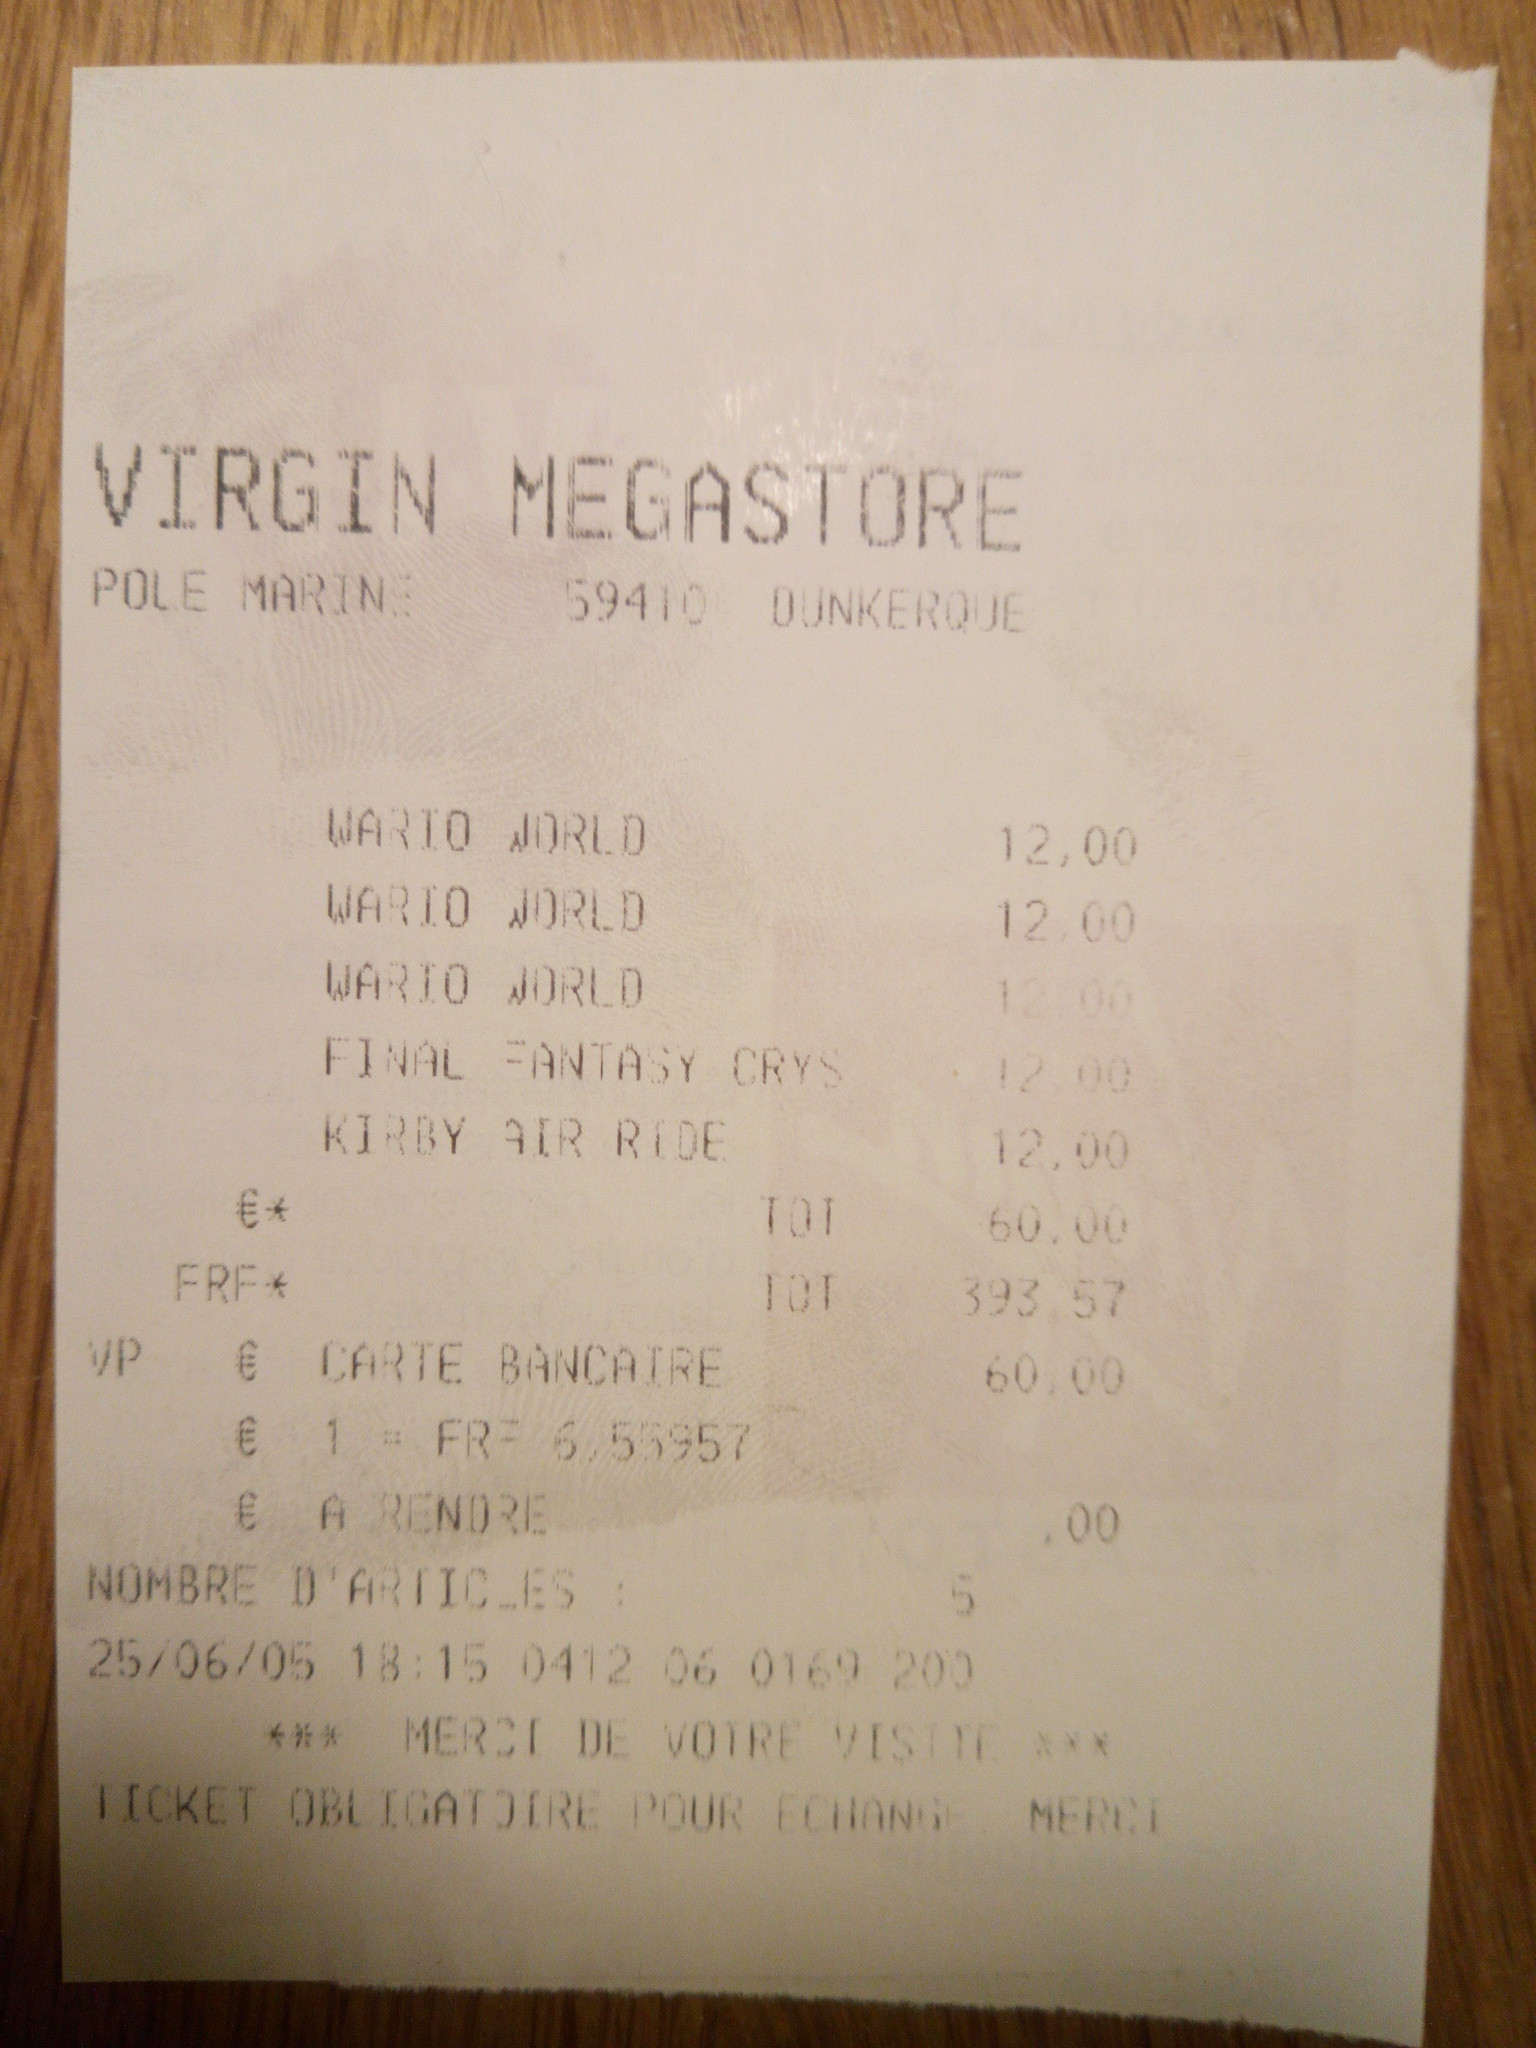 VIRGIN MEGASTORE
POLE MARINE 59410 DUNKERQUE
WARIO WORLD 12,00
WARIO WORLD 12.00
WARIO WORLD 12.00
FINAL FANTASY CRYS 12.00
KIRBY AIR RIDE 12.00
€* TOT 60.00
FRF* TOT 393.57
VP € CARTE BANCAIRE 60.00
€ 1 = FRF 6.55957
€ A RENDRE .00
NOMBRE D'ARTICLES : 5
25/06/05 18:15 0412 06 0169 200
*** MERCI DE VOTRE VISITE ***
TICKET OBLIGATOIRE POUR ECHANGE. MERCI